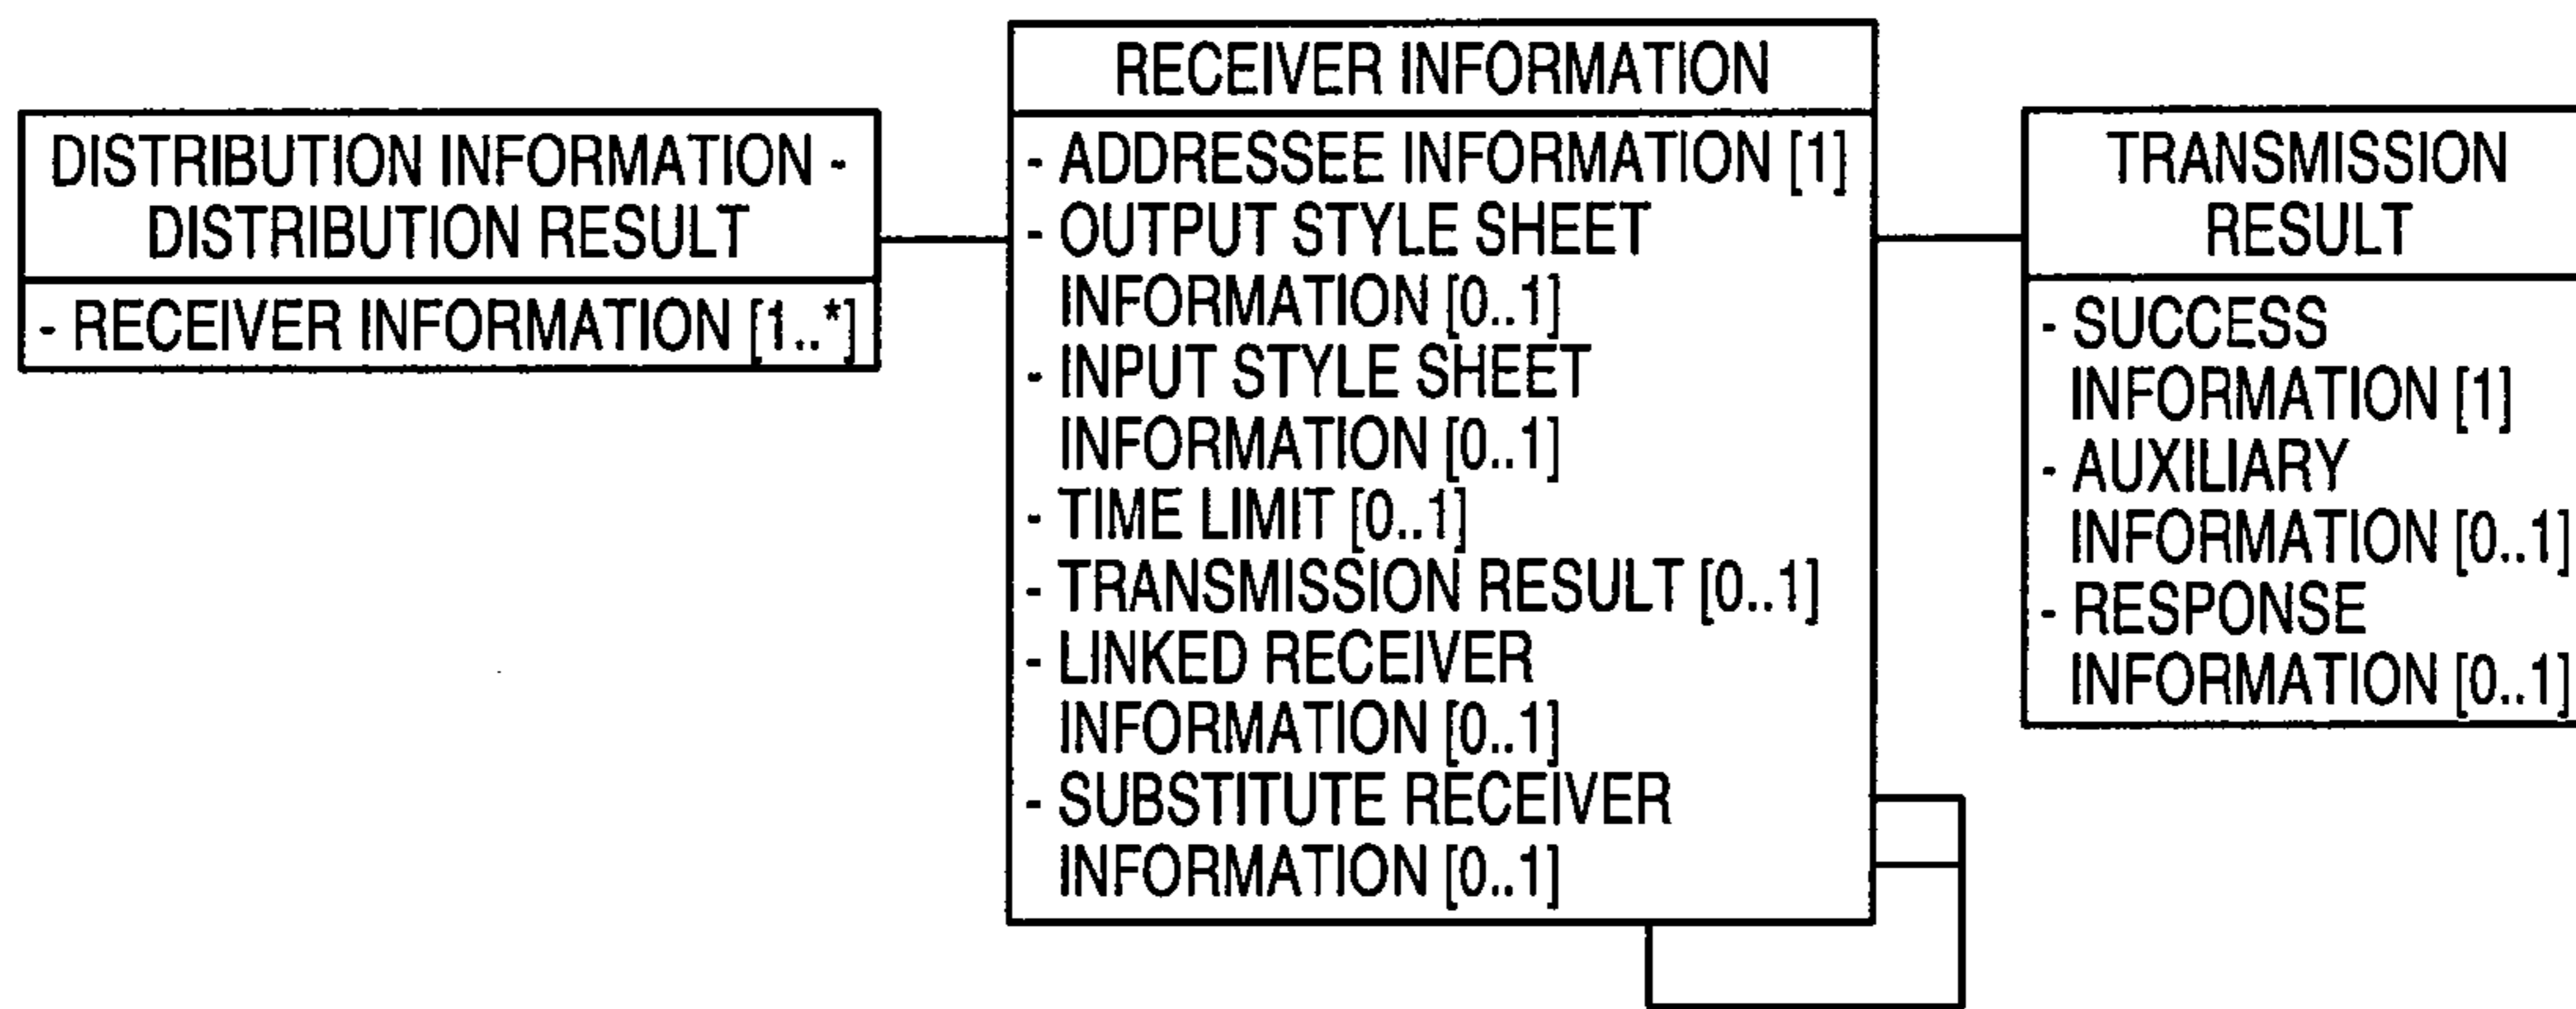 DISTRIBUTION INFORMATION -
DISTRIBUTION RESULT
- RECEIVER INFORMATION [1..*]
RECEIVER INFORMATION
- ADDRESSEE INFORMATION [1]
- OUTPUT STYLE SHEET
INFORMATION [0..1]
- INPUT STYLE SHEET
INFORMATION [0..1]
- TIME LIMIT [0..1]
- TRANSMISSION RESULT [0..1]
- LINKED RECEIVER
INFORMATION [0..1]
- SUBSTITUTE RECEIVER
INFORMATION [0..1]
TRANSMISSION
RESULT
- SUCCESS
INFORMATION [1]
- AUXILIARY
INFORMATION [0..1]
- RESPONSE
INFORMATION [0..1]